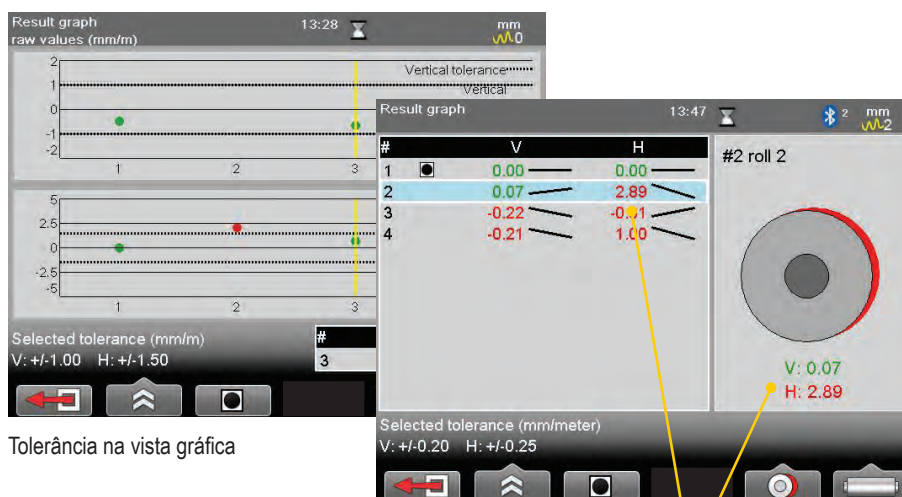 Result graph 13:28 mm
raw values (mm/m) 0
2
1
0
-1
-2
Vertical tolerance
Vertical
1 2 3
5
2.5
0
-2.5
-5
1 2 3
Selected tolerance (mm/m)
V: +/-1.00 H: +/-1.50
#
3
Tolerância na vista gráfica
Result graph 13:47 2 mm
2
# V H
1 0.00 0.00
2 0.07 2.89
3 -0.22
4 -0.21 1.00
#2 roll 2
V: 0.07
H: 2.89
Selected tolerance (mm/meter)
V: +/-0.20 H: +/-0.25